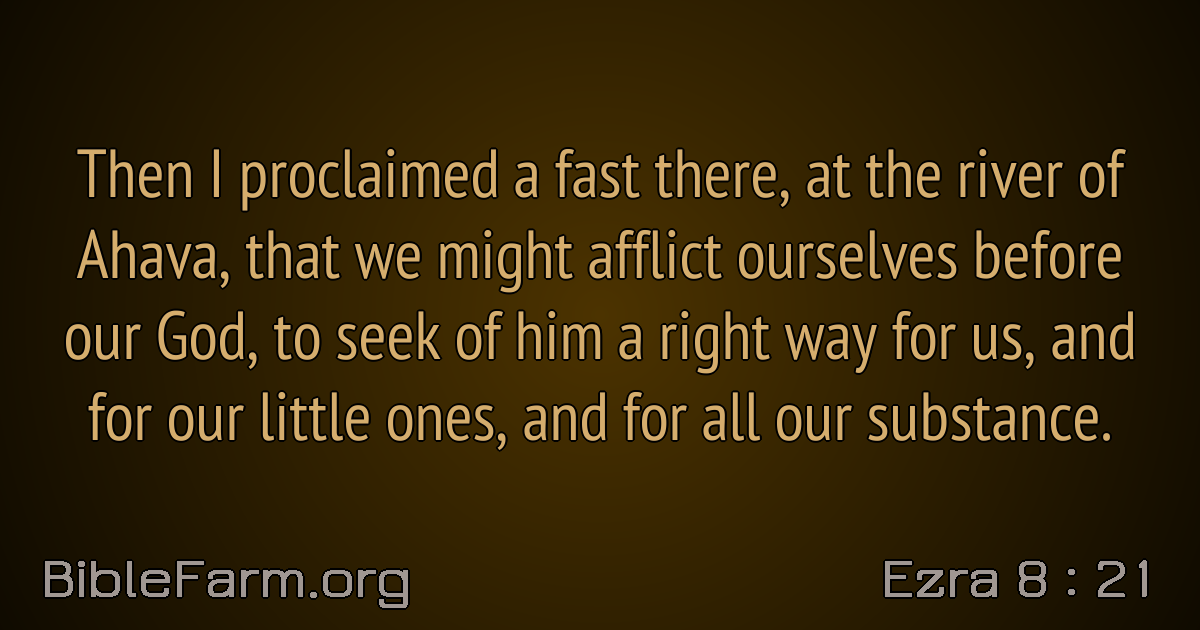 Then I proclaimed a fast there, at the river of
Ahava, that we might afflict ourselves before
our God, to seek of him a right way for us, and
for our little ones, and for all our substance.
BibleFarm.org
Ezra 8 : 21